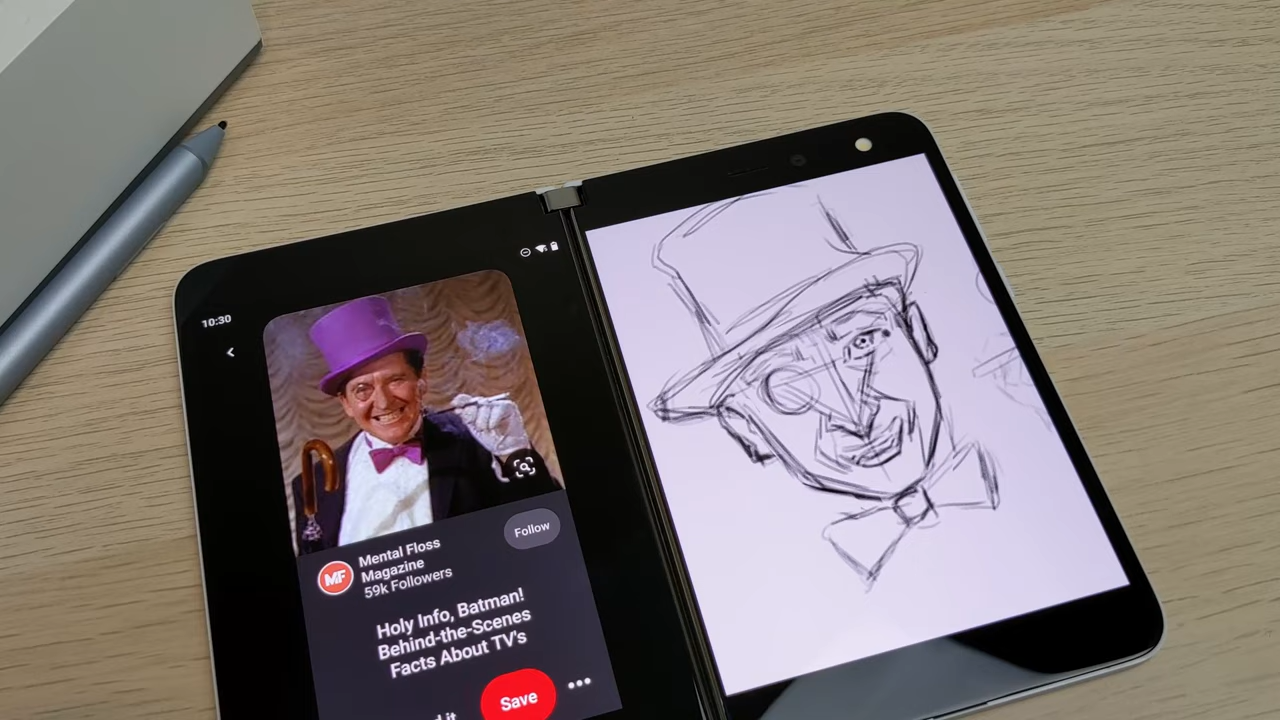 10:30
MF
Mental Floss
Magazine
59k Followers
Follow
Holy Info, Batman!
Behind-the-Scenes
Facts About TV's
Save